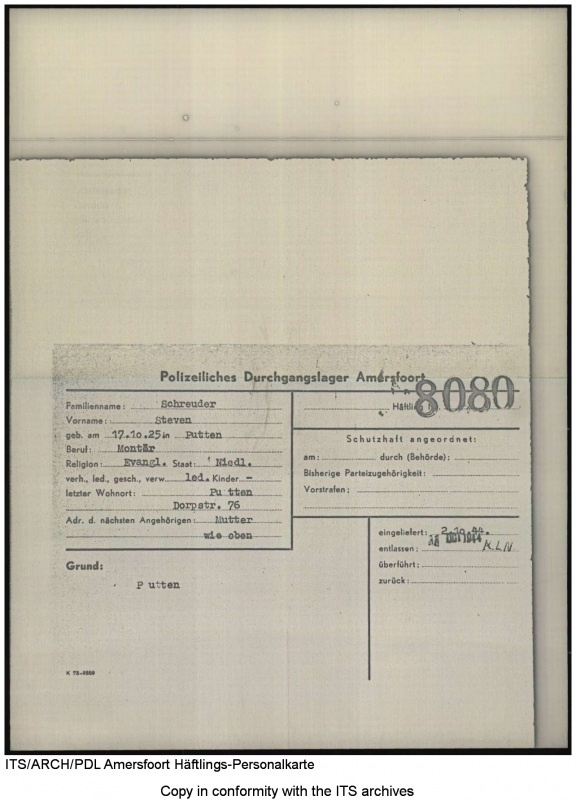 Polizeiliches Durchgangslager Amersfoort
Häftling 8080
Familienname: Schreuder
Vorname: Steven
geb. am 17.10.25 in Putten
Beruf: Montär
Religion: Evangl. Staat: Niedl.
verh., led., gesch., verw. led. Kinder -
letzter Wohnort: Putten
Dorpstr. 76
Adr. d. nächsten Angehörigen: Mutter
wie oben
Schutzhaft angeordnet:
am: durch (Behörde):
Bisherige Parteizugehörigkeit:
Vorstrafen:
Grund:
Putten
eingeliefert: 2.10.44.
entlassen: OKT 1944 K.L.N
überführt:
zurück:
ITS/ARCH/PDL Amersfoort Häftlings-Personalkarte
Copy in conformity with the ITS archives